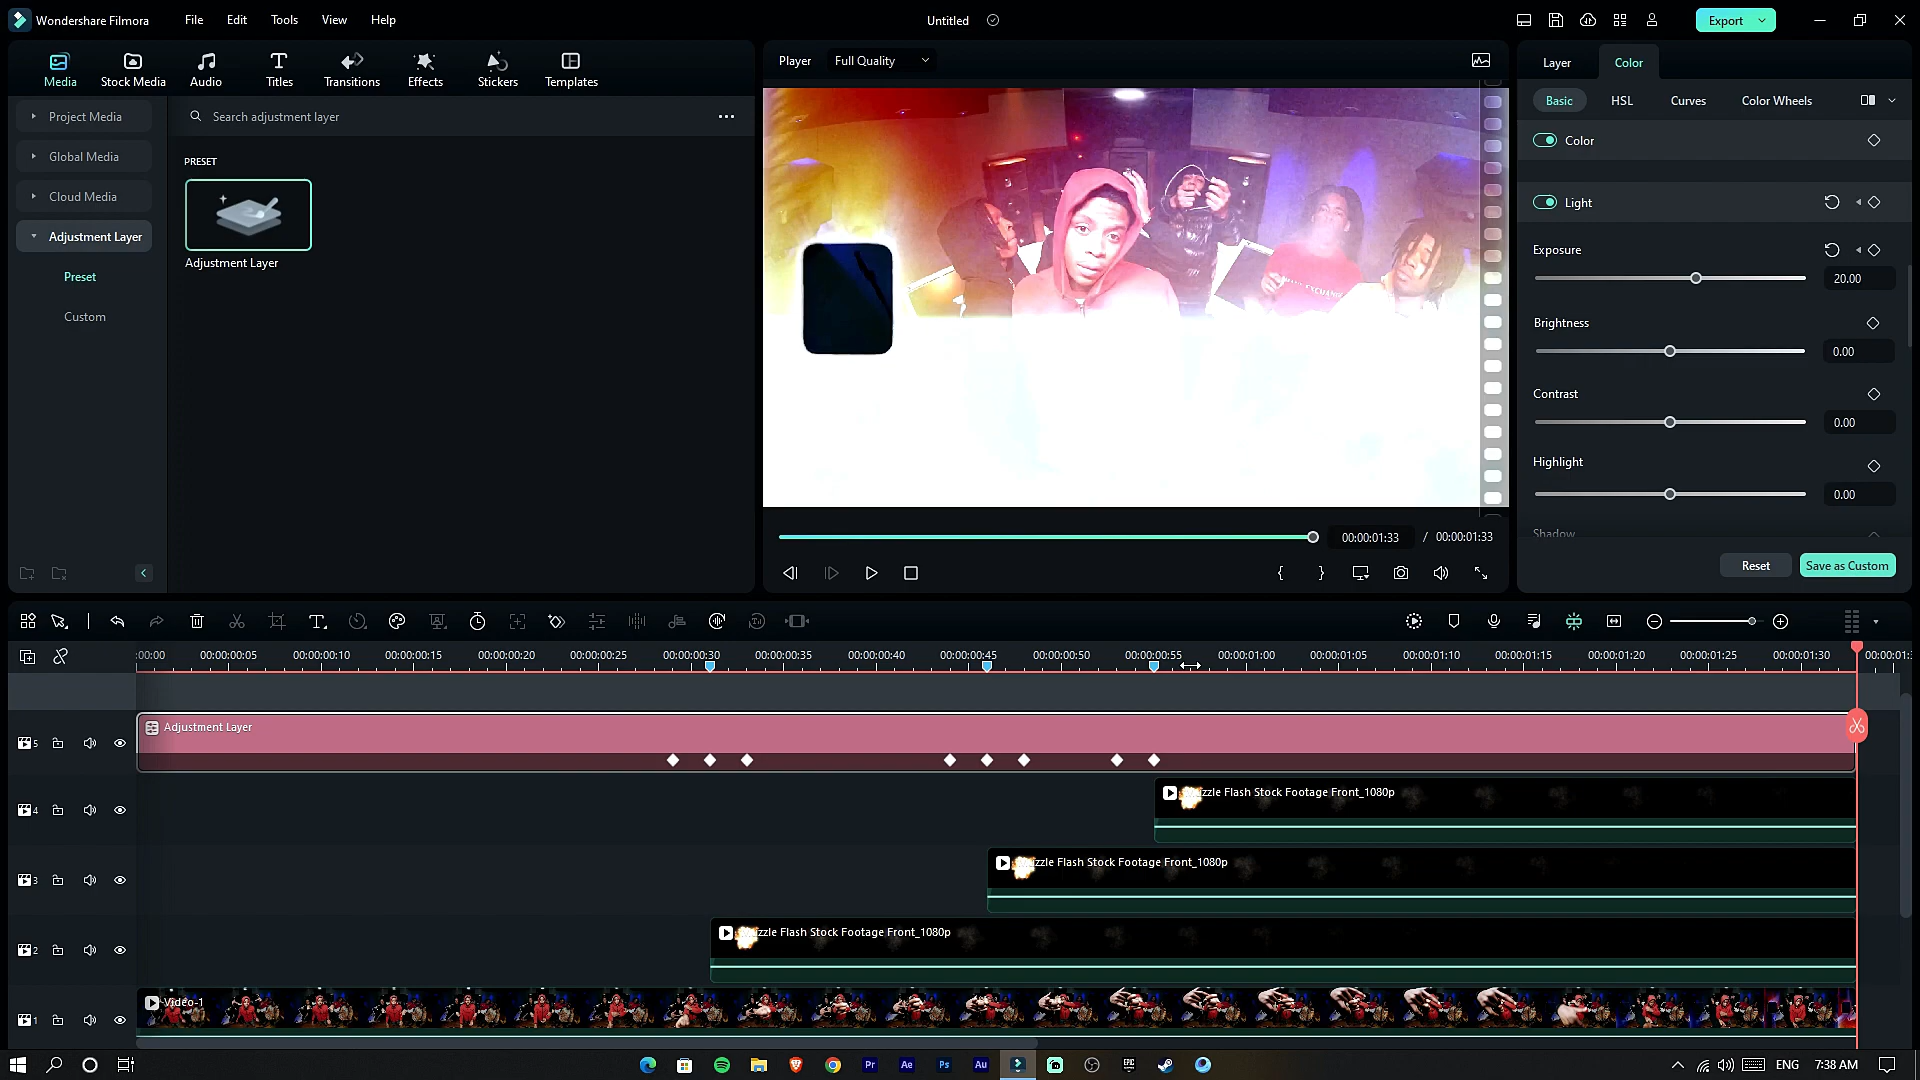 Wondershare Filmora
File
Edit
Tools
View
Help
Untitled
Export
Media
Stock Media
Audio
Titles
Transitions
Effects
Stickers
Templates
Player
Full Quality
Layer
Color
Basic
HSL
Curves
Color Wheels
Project Media
Global Media
Cloud Media
Adjustment Layer
Preset
Custom
Search adjustment layer
PRESET
Adjustment Layer
Color
Light
Exposure
20.00
Brightness
0.00
Contrast
0.00
Highlight
0.00
Shadow
Reset
Save as Custom
00:00:01:33 / 00:00:01:33
:00:00
00:00:00:05
00:00:00:10
00:00:00:15
00:00:00:20
00:00:00:25
00:00:00:30
00:00:00:35
00:00:00:40
00:00:00:45
00:00:00:50
00:00:00:55
00:00:01:00
00:00:01:05
00:00:01:10
00:00:01:15
00:00:01:20
00:00:01:25
00:00:01:30
00:00:01:3
5
Adjustment Layer
4
zzle Flash Stock Footage Front_1080p
3
zzle Flash Stock Footage Front_1080p
2
zzle Flash Stock Footage Front_1080p
1
Video-1
Pr
Ae
Ps
Au
EPIC
ENG
7:38 AM